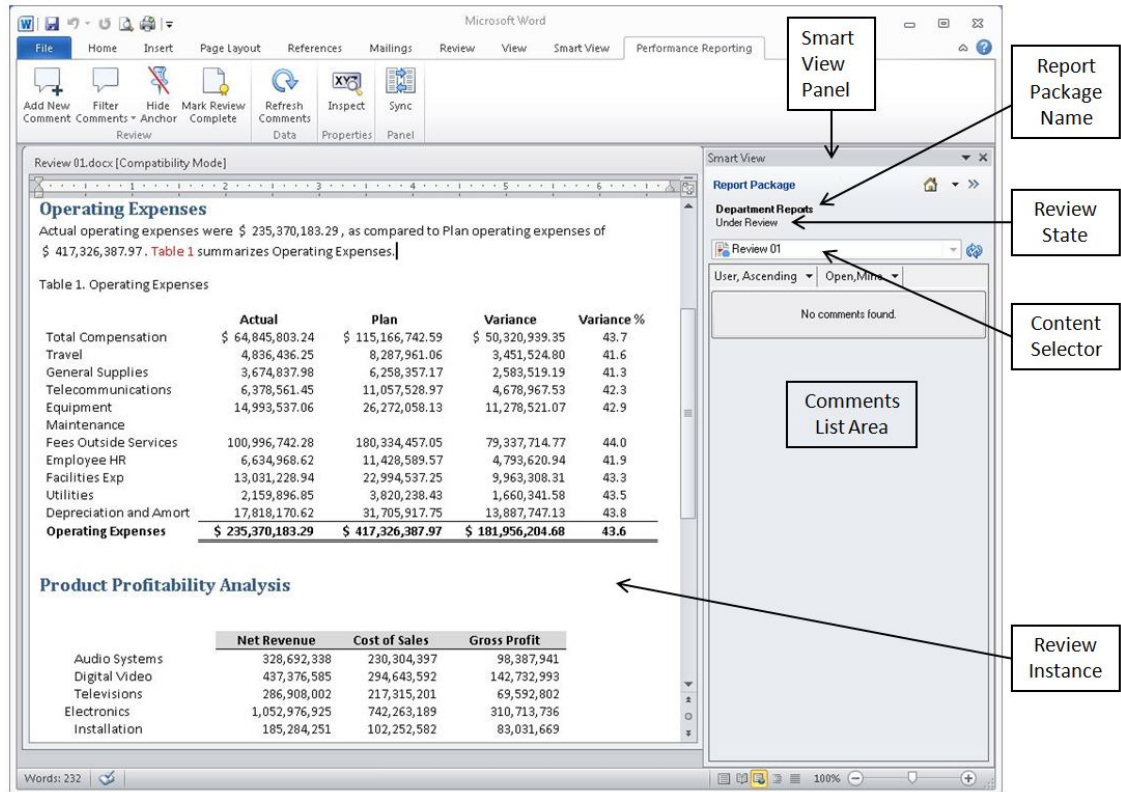 Microsoft Word
File Home Insert Page Layout References Mailings Review View Smart View Performance Reporting
Add New Comment
Filter Comments
Hide Anchor
Mark Review Complete
Refresh Comments
Inspect
Sync
Review Data Properties Panel
Review 01.docx [Compatibility Mode]
1 2 3 4 5 6
Operating Expenses
Actual operating expenses were $ 235,370,183.29 , as compared to Plan operating expenses of
$ 417,326,387.97 . Table 1 summarizes Operating Expenses.
Table 1. Operating Expenses
Actual Plan Variance Variance %
Total Compensation $ 64,845,803.24 $ 115,166,742.59 $ 50,320,939.35 43.7
Travel 4,836,436.25 8,287,961.06 3,451,524.80 41.6
General Supplies 3,674,837.98 6,258,357.17 2,583,519.19 41.3
Telecommunications 6,378,561.45 11,057,528.97 4,678,967.53 42.3
Equipment 14,993,537.06 26,272,058.13 11,278,521.07 42.9
Maintenance
Fees Outside Services 100,996,742.28 180,334,457.05 79,337,714.77 44.0
Employee HR 6,634,968.62 11,428,589.57 4,793,620.94 41.9
Facilities Exp 13,031,228.94 22,994,537.25 9,963,308.31 43.3
Utilities 2,159,896.85 3,820,238.43 1,660,341.58 43.5
Depreciation and Amort 17,818,170.62 31,705,917.75 13,887,747.13 43.8
Operating Expenses $ 235,370,183.29 $ 417,326,387.97 $ 181,956,204.68 43.6
Product Profitability Analysis
Net Revenue Cost of Sales Gross Profit
Audio Systems 328,692,338 230,304,397 98,387,941
Digital Video 437,376,585 294,643,592 142,732,993
Televisions 286,908,002 217,315,201 69,592,802
Electronics 1,052,976,925 742,263,189 310,713,736
Installation 185,284,251 102,252,582 83,031,669
Words: 232
100%
Smart View
Report Package
Department Reports
Under Review
Review 01
User, Ascending Open,Mine
No comments found.
Smart
View
Panel
Report
Package
Name
Review
State
Content
Selector
Comments
List Area
Review
Instance